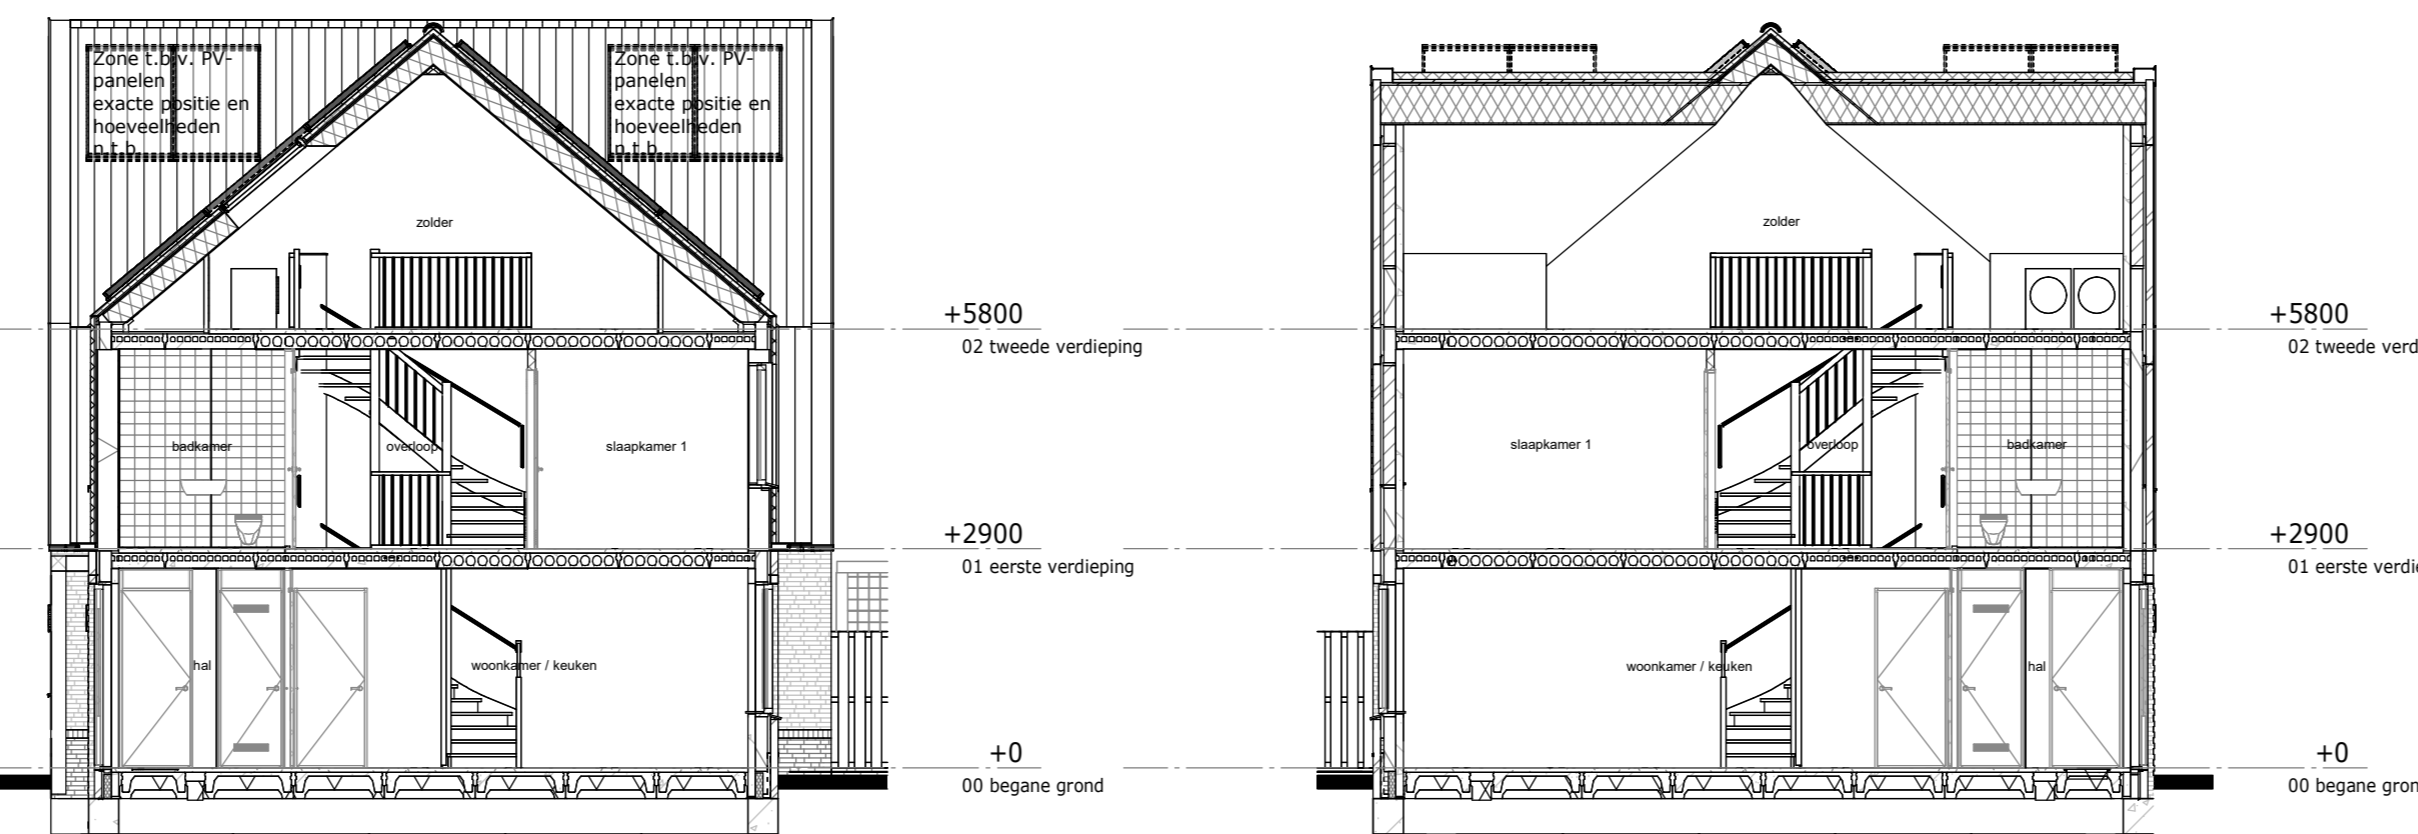 Zone t.b.v. PV-
panelen
exacte positie en
hoeveelheden
n.t.b.
Zone t.b.v. PV-
panelen
exacte positie en
hoeveelheden
n.t.b.
zolder
zolder
+5800
02 tweede verdieping
+5800
02 tweede verd
badkamer
overloop
slaapkamer 1
slaapkamer 1
overloop
badkamer
+2900
01 eerste verdieping
+2900
01 eerste verdie
hal
woonkamer / keuken
woonkamer / keuken
hal
+0
00 begane grond
+0
00 begane gron